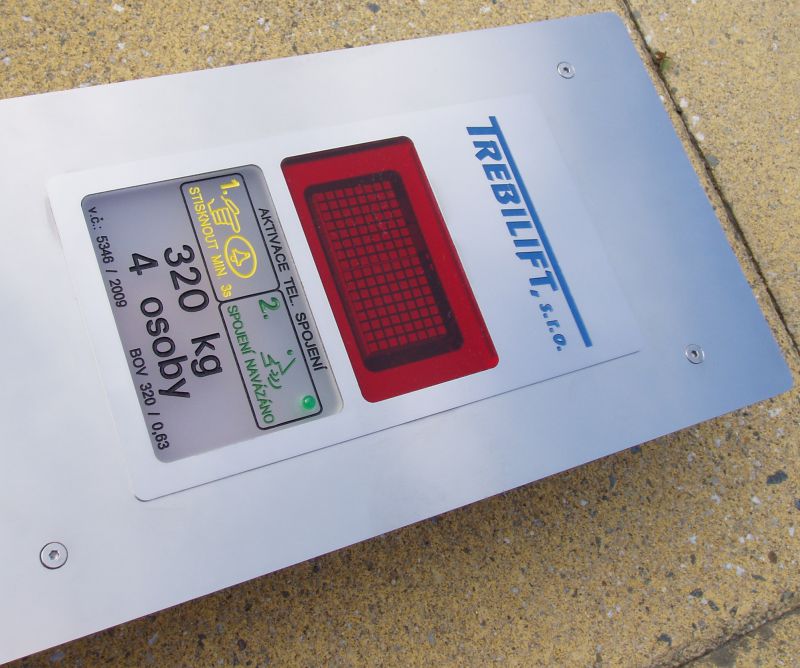 TREBILIFT, s.r.o.
AKTIVACE TEL. SPOJENÍ
1.
STISKNOUT MIN 3s
2.
SPOJENÍ NAVÁZÁNO
320 kg
4 osoby
v.č.: 5346 / 2009
BOV 320 / 0,63